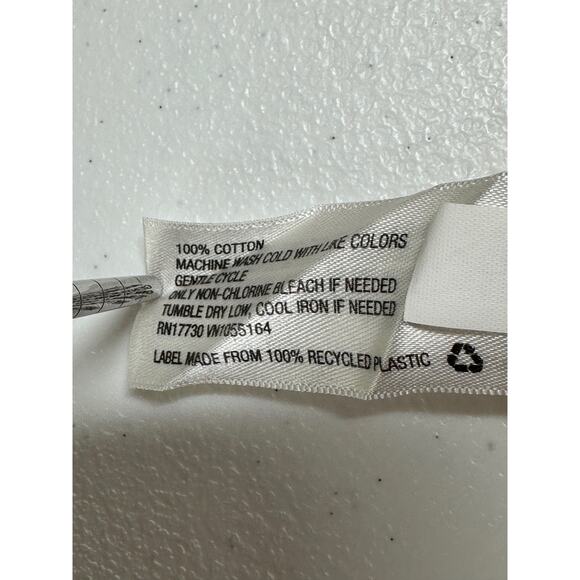 100% COTTON
MACHINE WASH COLD WITH LIKE COLORS
GENTLE CYCLE
ONLY NON-CHLORINE BLEACH IF NEEDED
TUMBLE DRY LOW, COOL IRON IF NEEDED
RN17730 VN1055164
LABEL MADE FROM 100% RECYCLED PLASTIC